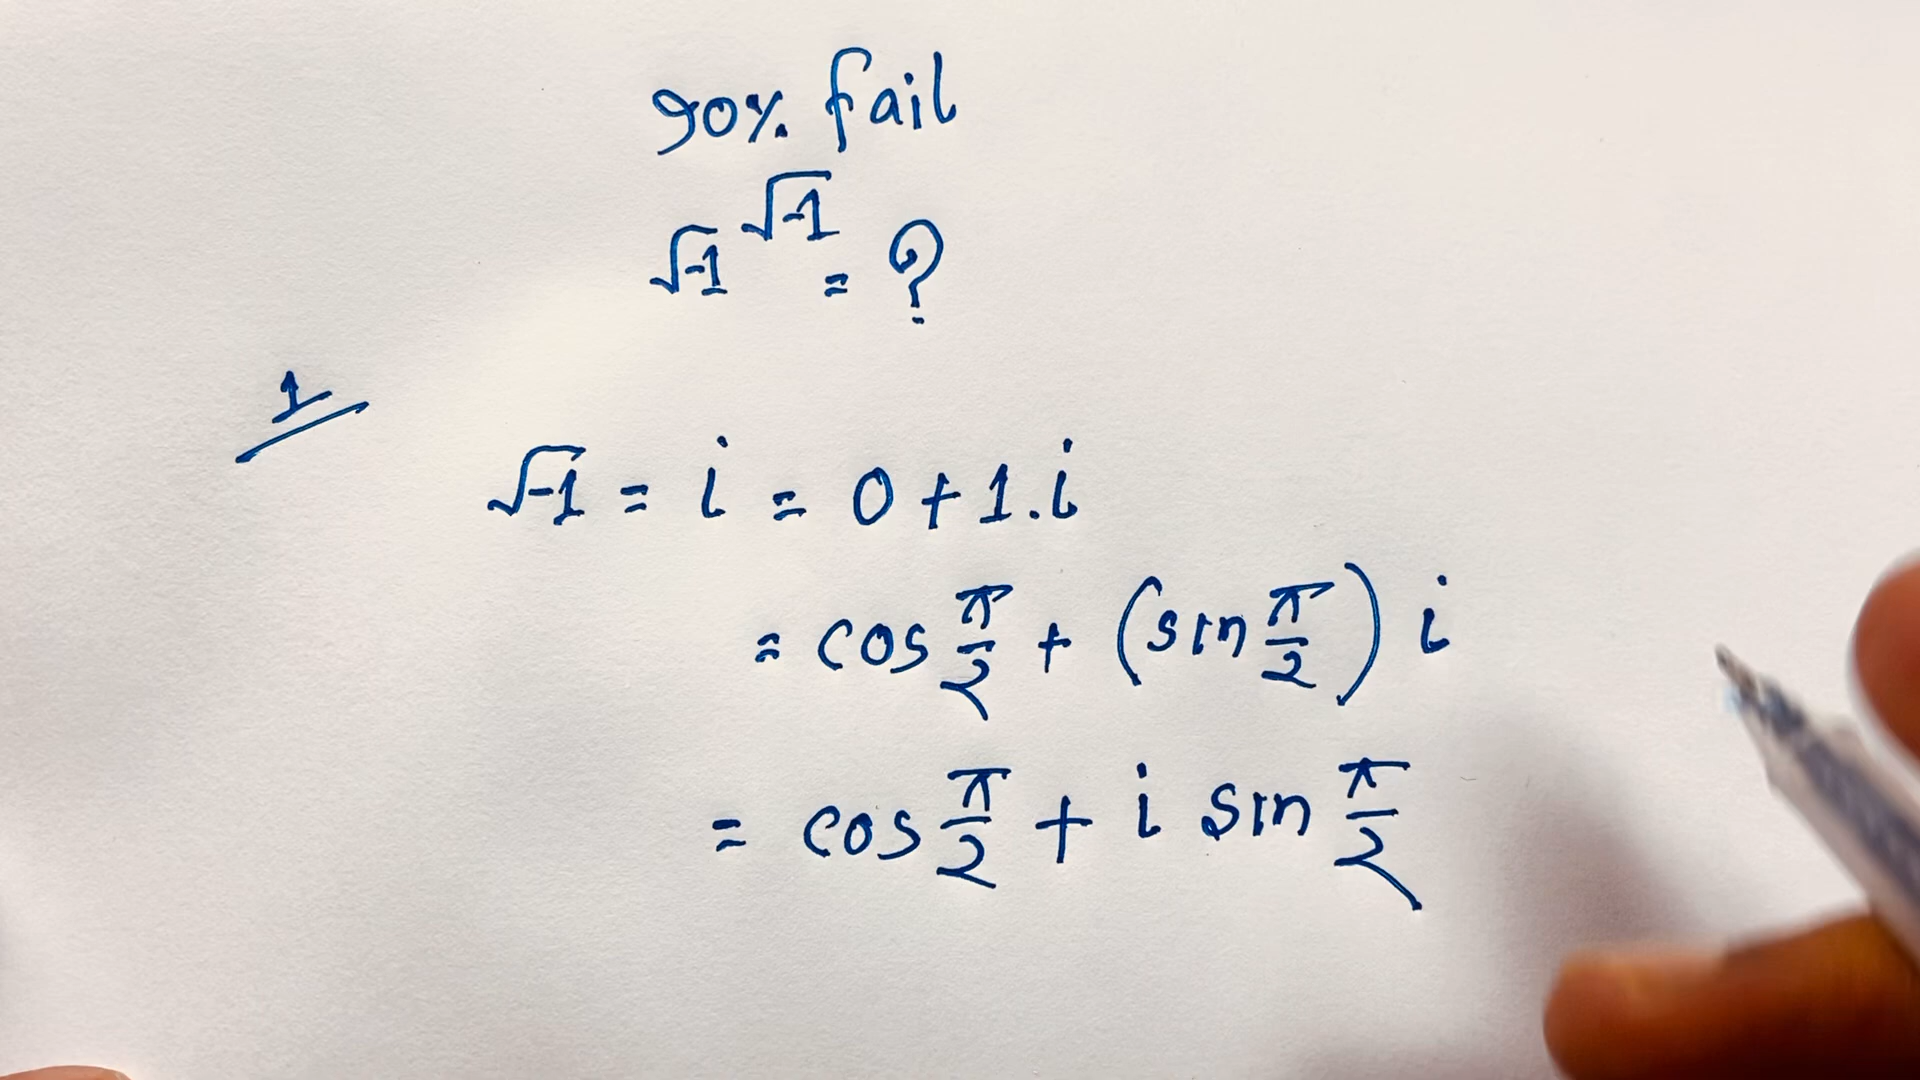 90% fail
√-1^√-1 = ?
1
√-1 = i = 0 + 1.i
= cos π/2 + (sin π/2) i
= cos π/2 + i sin π/2